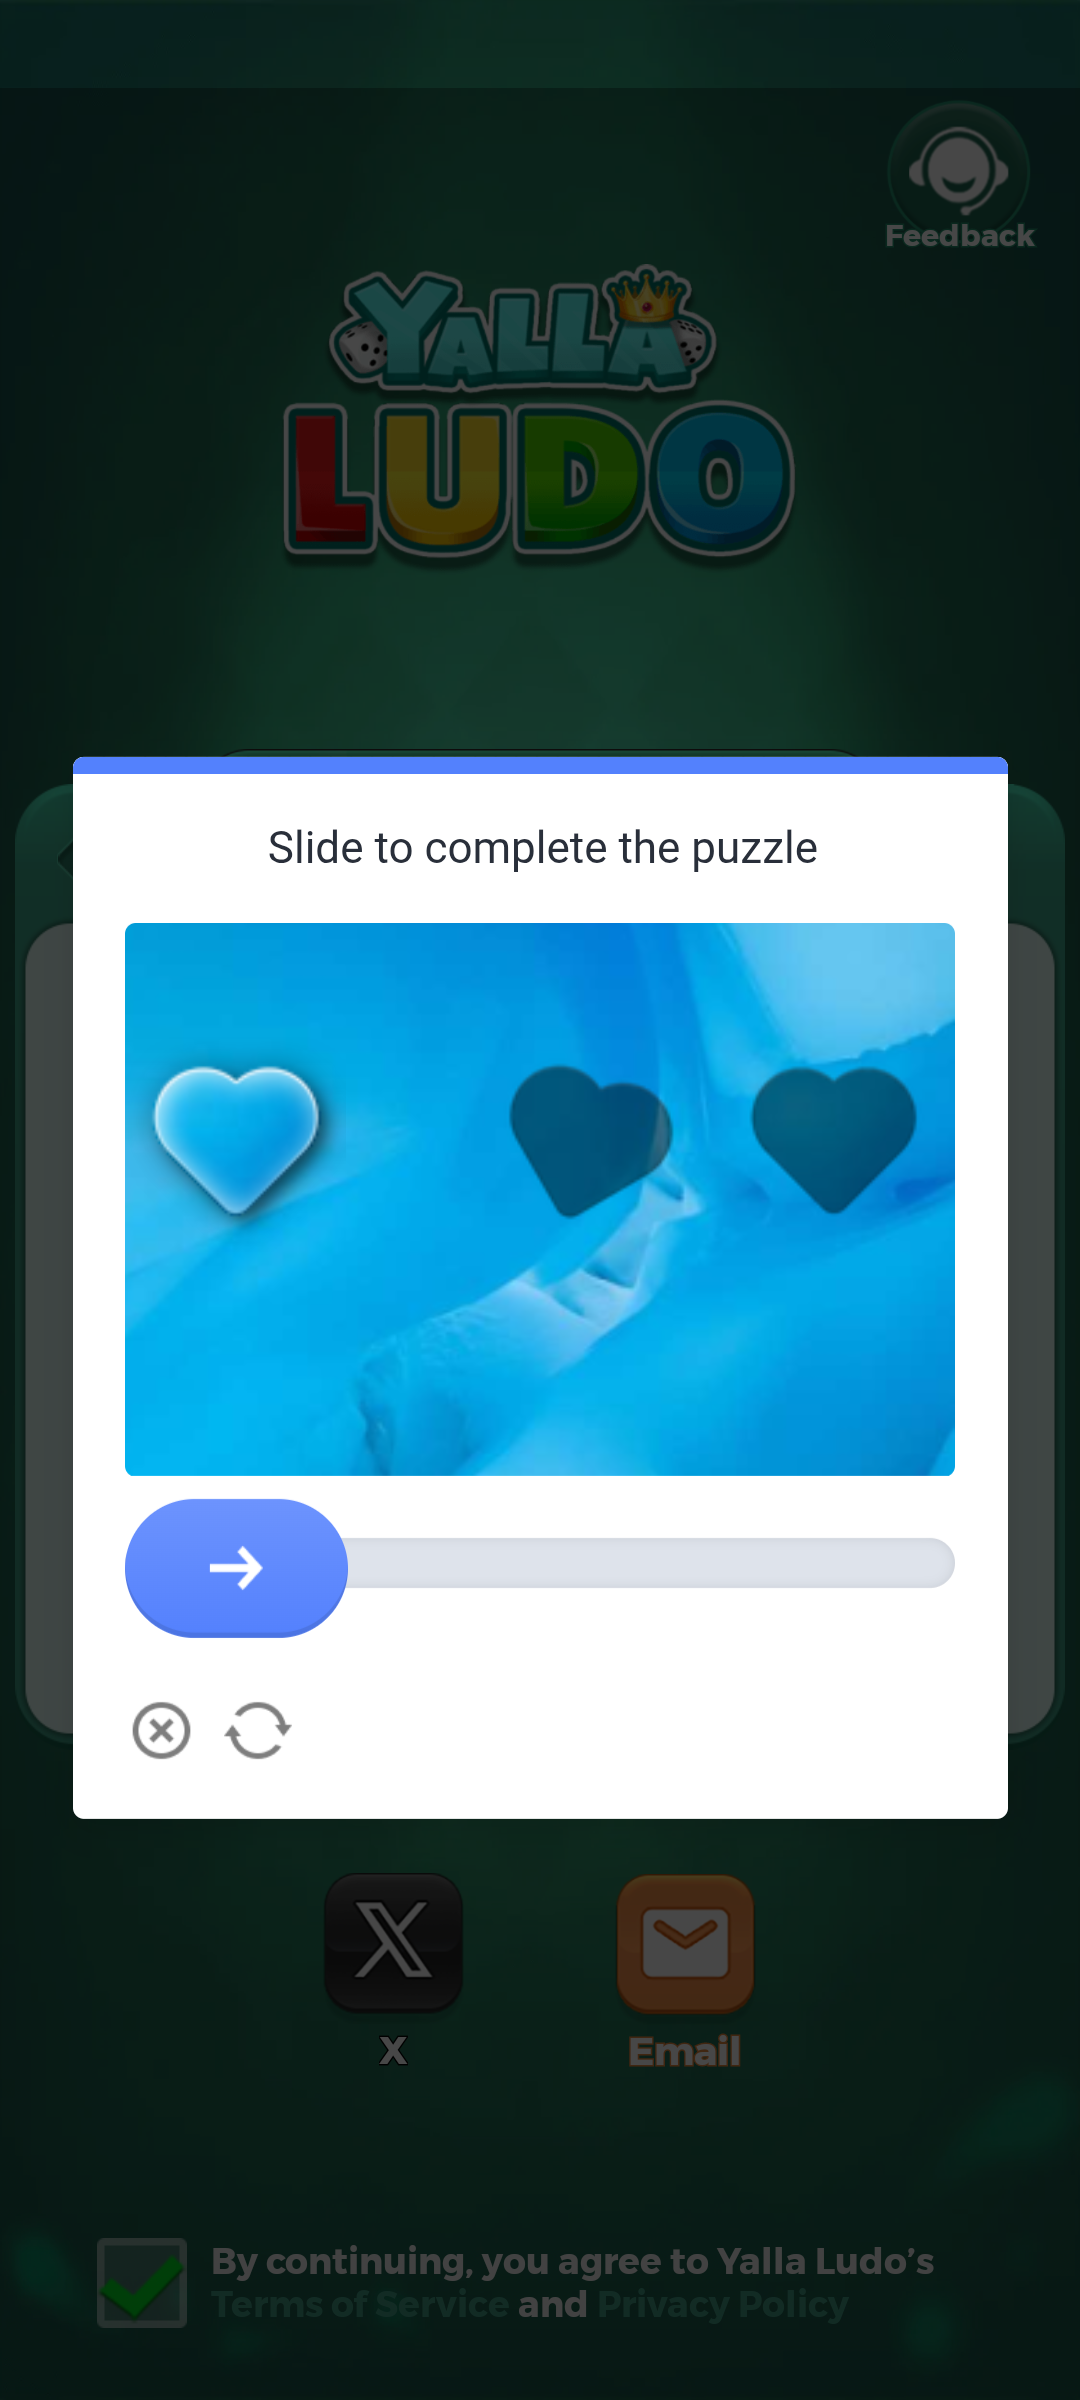 Feedback
YALLA
LUDO
Slide to complete the puzzle
X
Email
By continuing, you agree to Yalla Ludo’s
Terms of Service and Privacy Policy